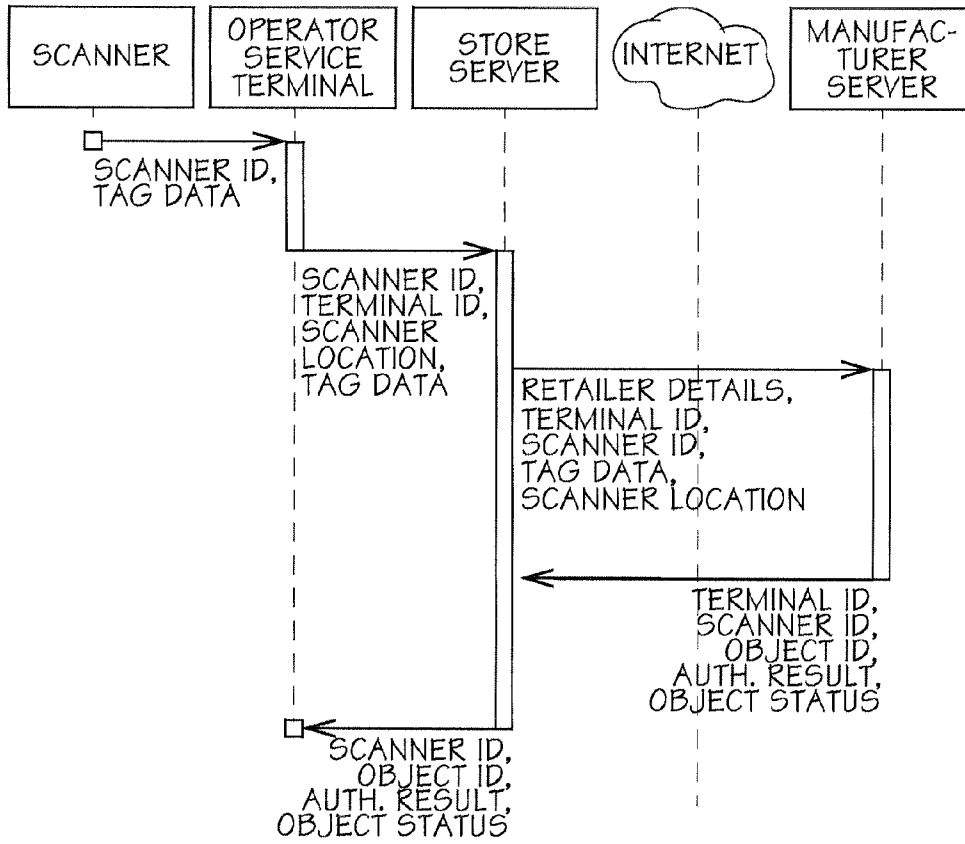 SCANNER
OPERATOR
SERVICE
TERMINAL
STORE
SERVER
INTERNET
MANUFAC-
TURER
SERVER
SCANNER ID,
TAG DATA
SCANNER ID,
TERMINAL ID,
SCANNER
LOCATION,
TAG DATA
RETAILER DETAILS,
TERMINAL ID,
SCANNER ID,
TAG DATA,
SCANNER LOCATION
TERMINAL ID,
SCANNER ID,
OBJECT ID,
AUTH. RESULT,
OBJECT STATUS
SCANNER ID,
OBJECT ID,
AUTH. RESULT,
OBJECT STATUS